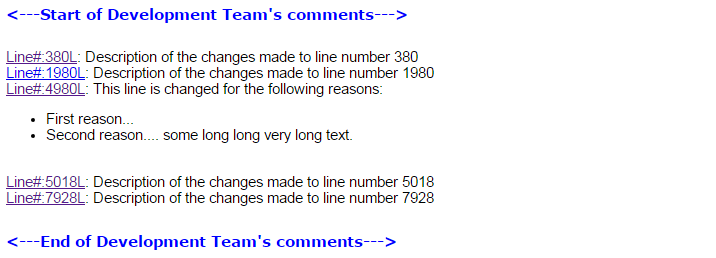 <---Start of Development Team's comments--->
Line#:380L: Description of the changes made to line number 380
Line#:1980L: Description of the changes made to line number 1980
Line#:4980L: This line is changed for the following reasons:
• First reason...
• Second reason.... some long long very long text.
Line#:5018L: Description of the changes made to line number 5018
Line#:7928L: Description of the changes made to line number 7928
<---End of Development Team's comments--->